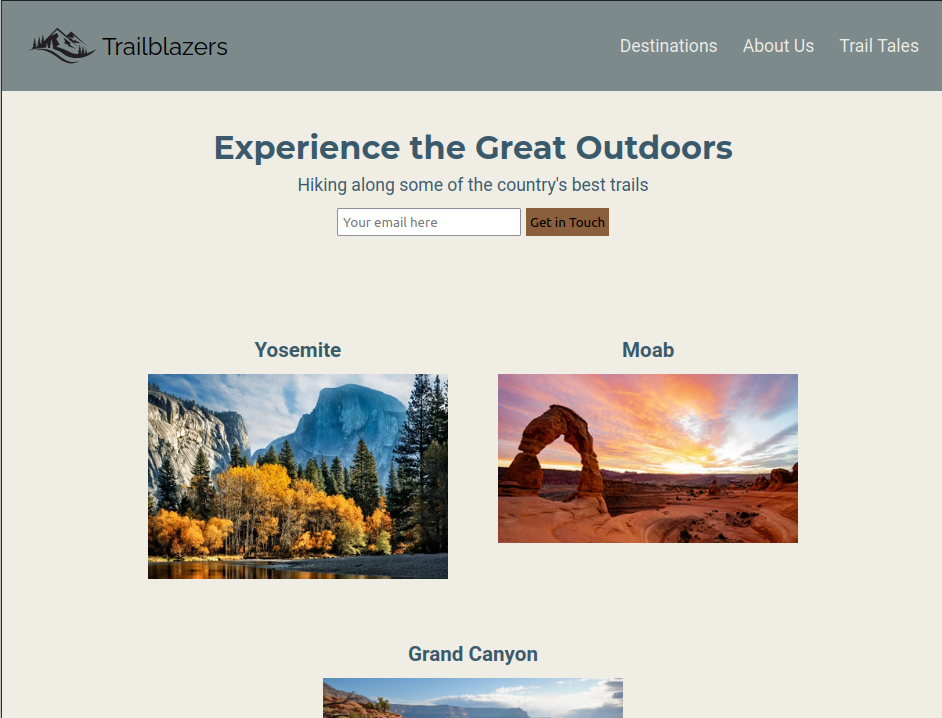 Trailblazers
Destinations About Us Trail Tales
Experience the Great Outdoors
Hiking along some of the country's best trails
Your email here Get in Touch
Yosemite
Moab
Grand Canyon